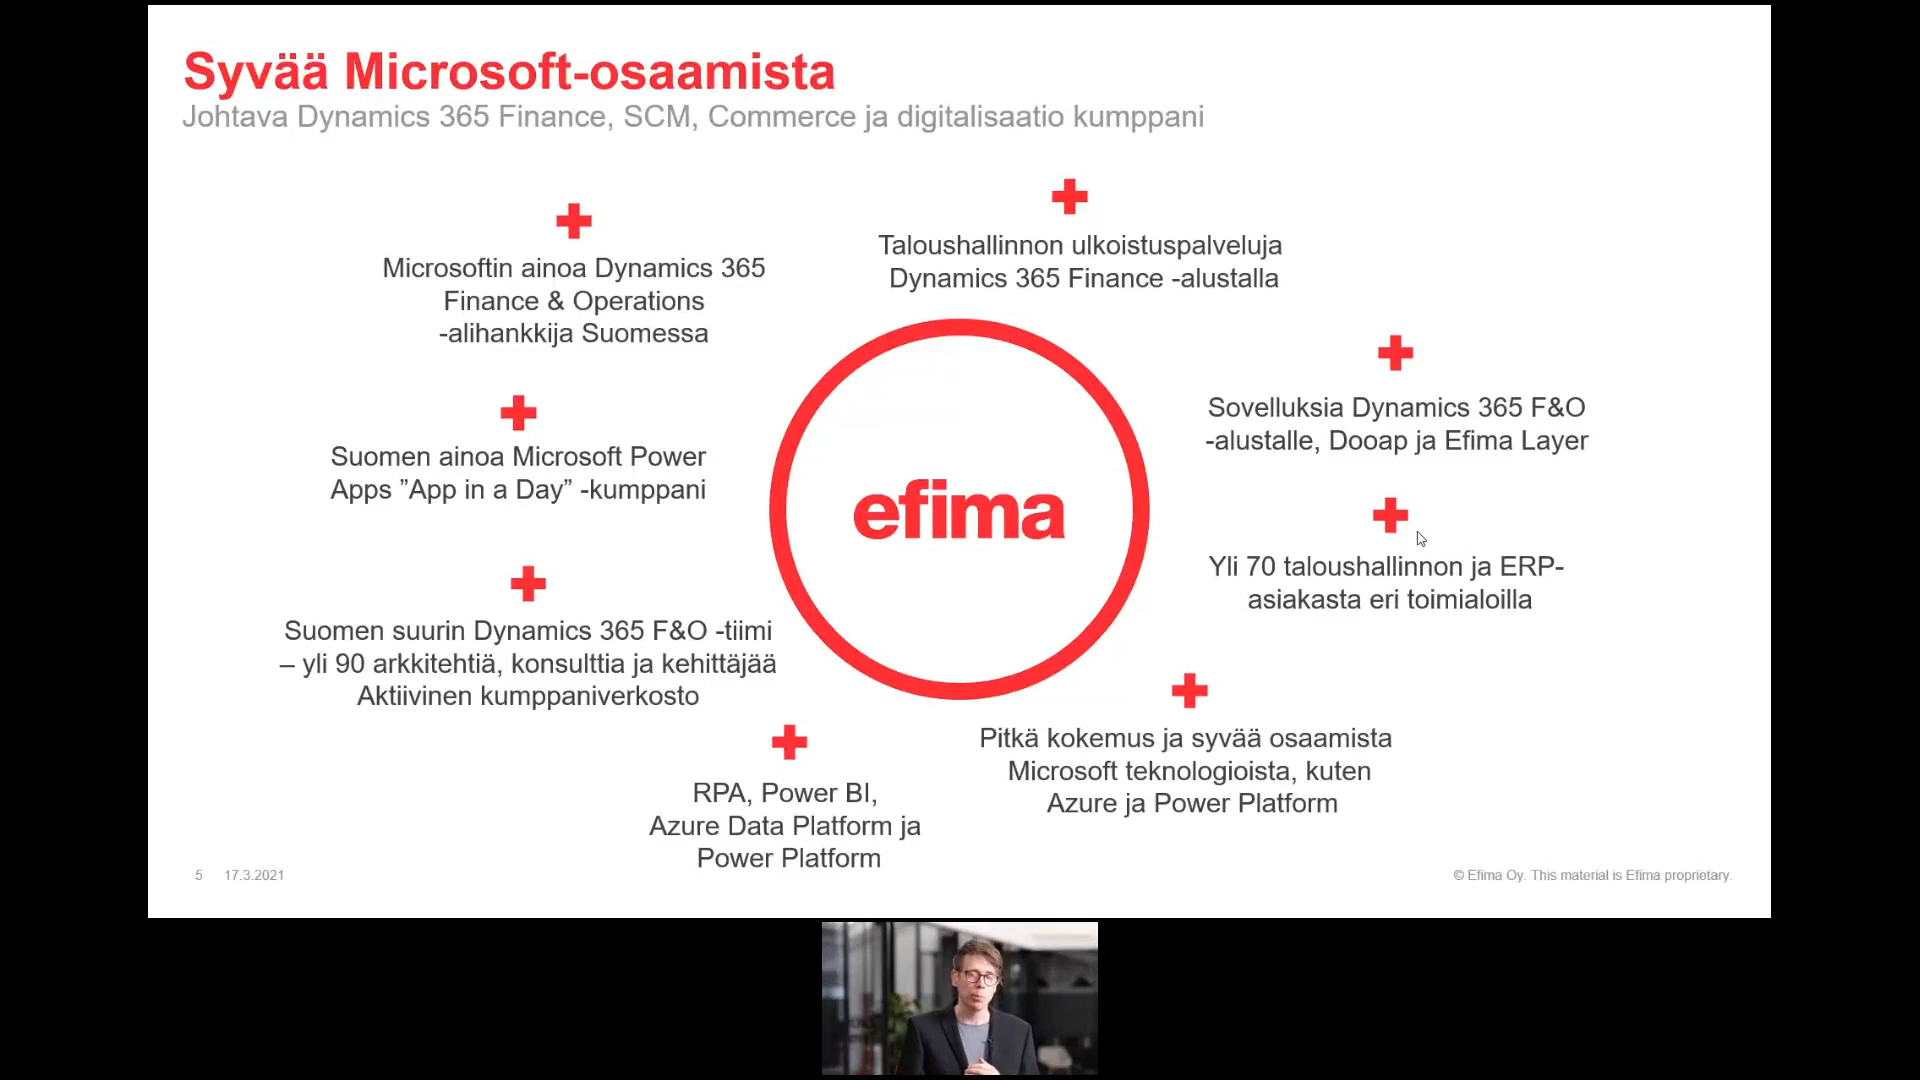 Syvää Microsoft-osaamista
Johtava Dynamics 365 Finance, SCM, Commerce ja digitalisaatio kumppani
Microsoftin ainoa Dynamics 365
Finance & Operations
-alihankkija Suomessa
Taloushallinnon ulkoistuspalveluja
Dynamics 365 Finance -alustalla
Suomen ainoa Microsoft Power
Apps ”App in a Day” -kumppani
Sovelluksia Dynamics 365 F&O
-alustalle, Dooap ja Efima Layer
efima
Yli 70 taloushallinnon ja ERP-
asiakasta eri toimialoilla
Suomen suurin Dynamics 365 F&O -tiimi
– yli 90 arkkitehtiä, konsulttia ja kehittäjää
Aktiivinen kumppaniverkosto
Pitkä kokemus ja syvää osaamista
Microsoft teknologioista, kuten
Azure ja Power Platform
RPA, Power BI,
Azure Data Platform ja
Power Platform
5 17.3.2021
© Efima Oy. This material is Efima proprietary.